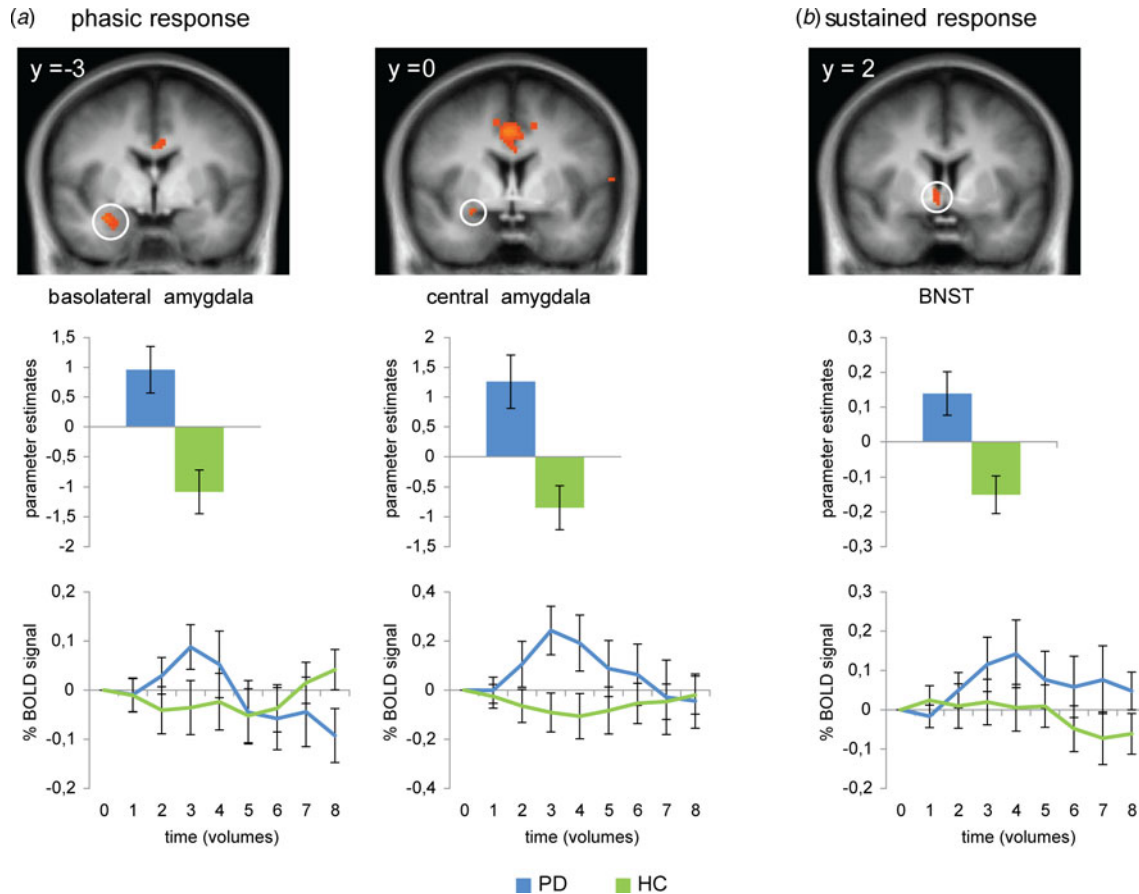 (a) phasic response
(b) sustained response
y = -3
y =0
y = 2
basolateral amygdala
central amygdala
BNST
parameter estimates
1,5
1
0,5
0
-0,5
-1
-1,5
-2
parameter estimates
2
1,5
1
0,5
0
-0,5
-1
-1,5
parameter estimates
0,3
0,2
0,1
0
-0,1
-0,2
-0,3
% BOLD signal
0,2
0,1
0
-0,1
-0,2
0 1 2 3 4 5 6 7 8
time (volumes)
% BOLD signal
0,4
0,2
0
-0,2
-0,4
0 1 2 3 4 5 6 7 8
time (volumes)
% BOLD signal
0,3
0,2
0,1
0
-0,1
-0,2
0 1 2 3 4 5 6 7 8
time (volumes)
PD HC